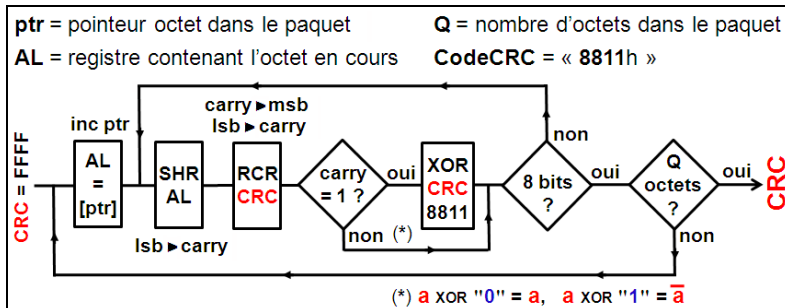 ptr = pointeur octet dans le paquet
Q = nombre d'octets dans le paquet
AL = registre contenant l'octet en cours
CodeCRC = « 8811h »
CRC = FFFF
inc ptr
AL
=
[ptr]
SHR
AL
lsb ► carry
carry ► msb
lsb ► carry
RCR
CRC
carry
= 1 ?
oui
non (*)
XOR
CRC
8811
8 bits
?
non
oui
Q
octets
?
oui
non
CRC
(*) a XOR "0" = a, a XOR "1" = a̅